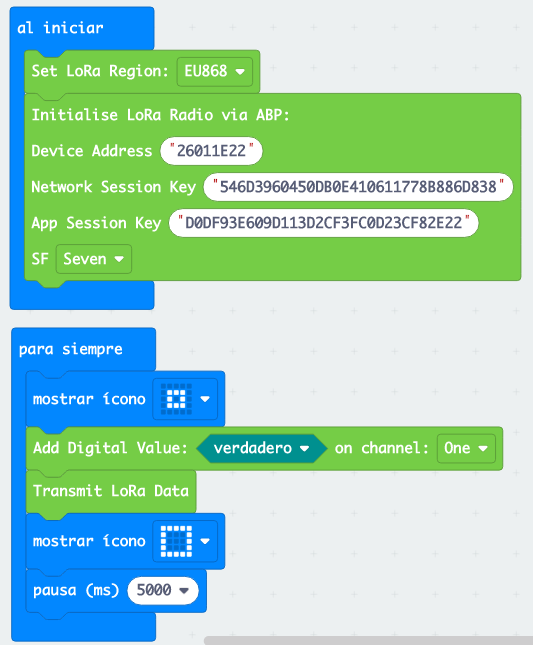 al iniciar
Set LoRa Region: EU868
Initialise LoRa Radio via ABP:
Device Address "26011E22"
Network Session Key "546D3960450DB0E410611778B886D838"
App Session Key "D0DF93E609D113D2CF3FC0D23CF82E22"
SF Seven
para siempre
mostrar ícono
Add Digital Value: verdadero on channel: One
Transmit LoRa Data
mostrar ícono
pausa (ms) 5000